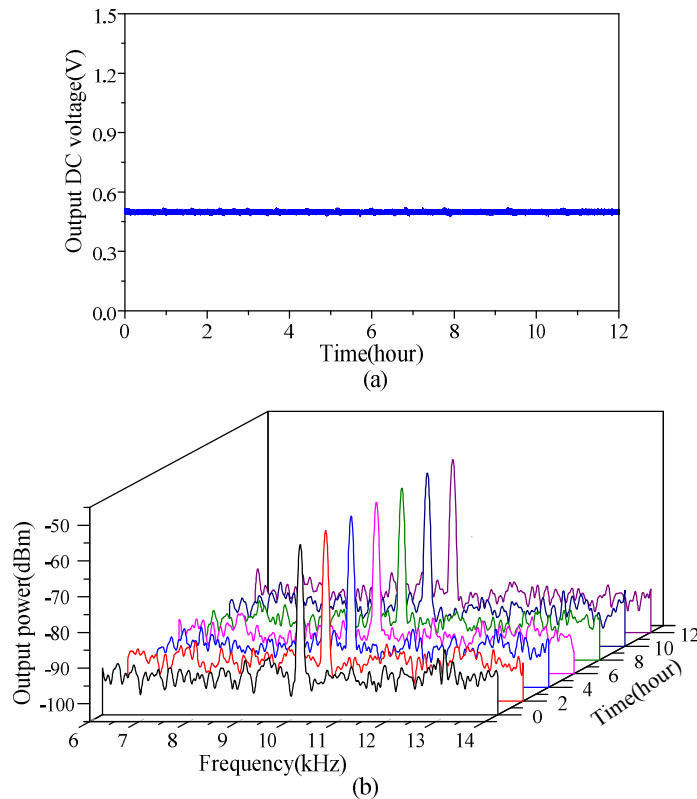 1.5
1.2
0.9
0.6
0.3
0.0
Output DC voltage(V)
0 2 4 6 8 10 12
Time(hour)
(a)
-50
-60
-70
-80
-90
-100
Output power(dBm)
6 7 8 9 10 11 12 13 14
Frequency(kHz)
0 2 4 6 8 10 12
Time(hour)
(b)